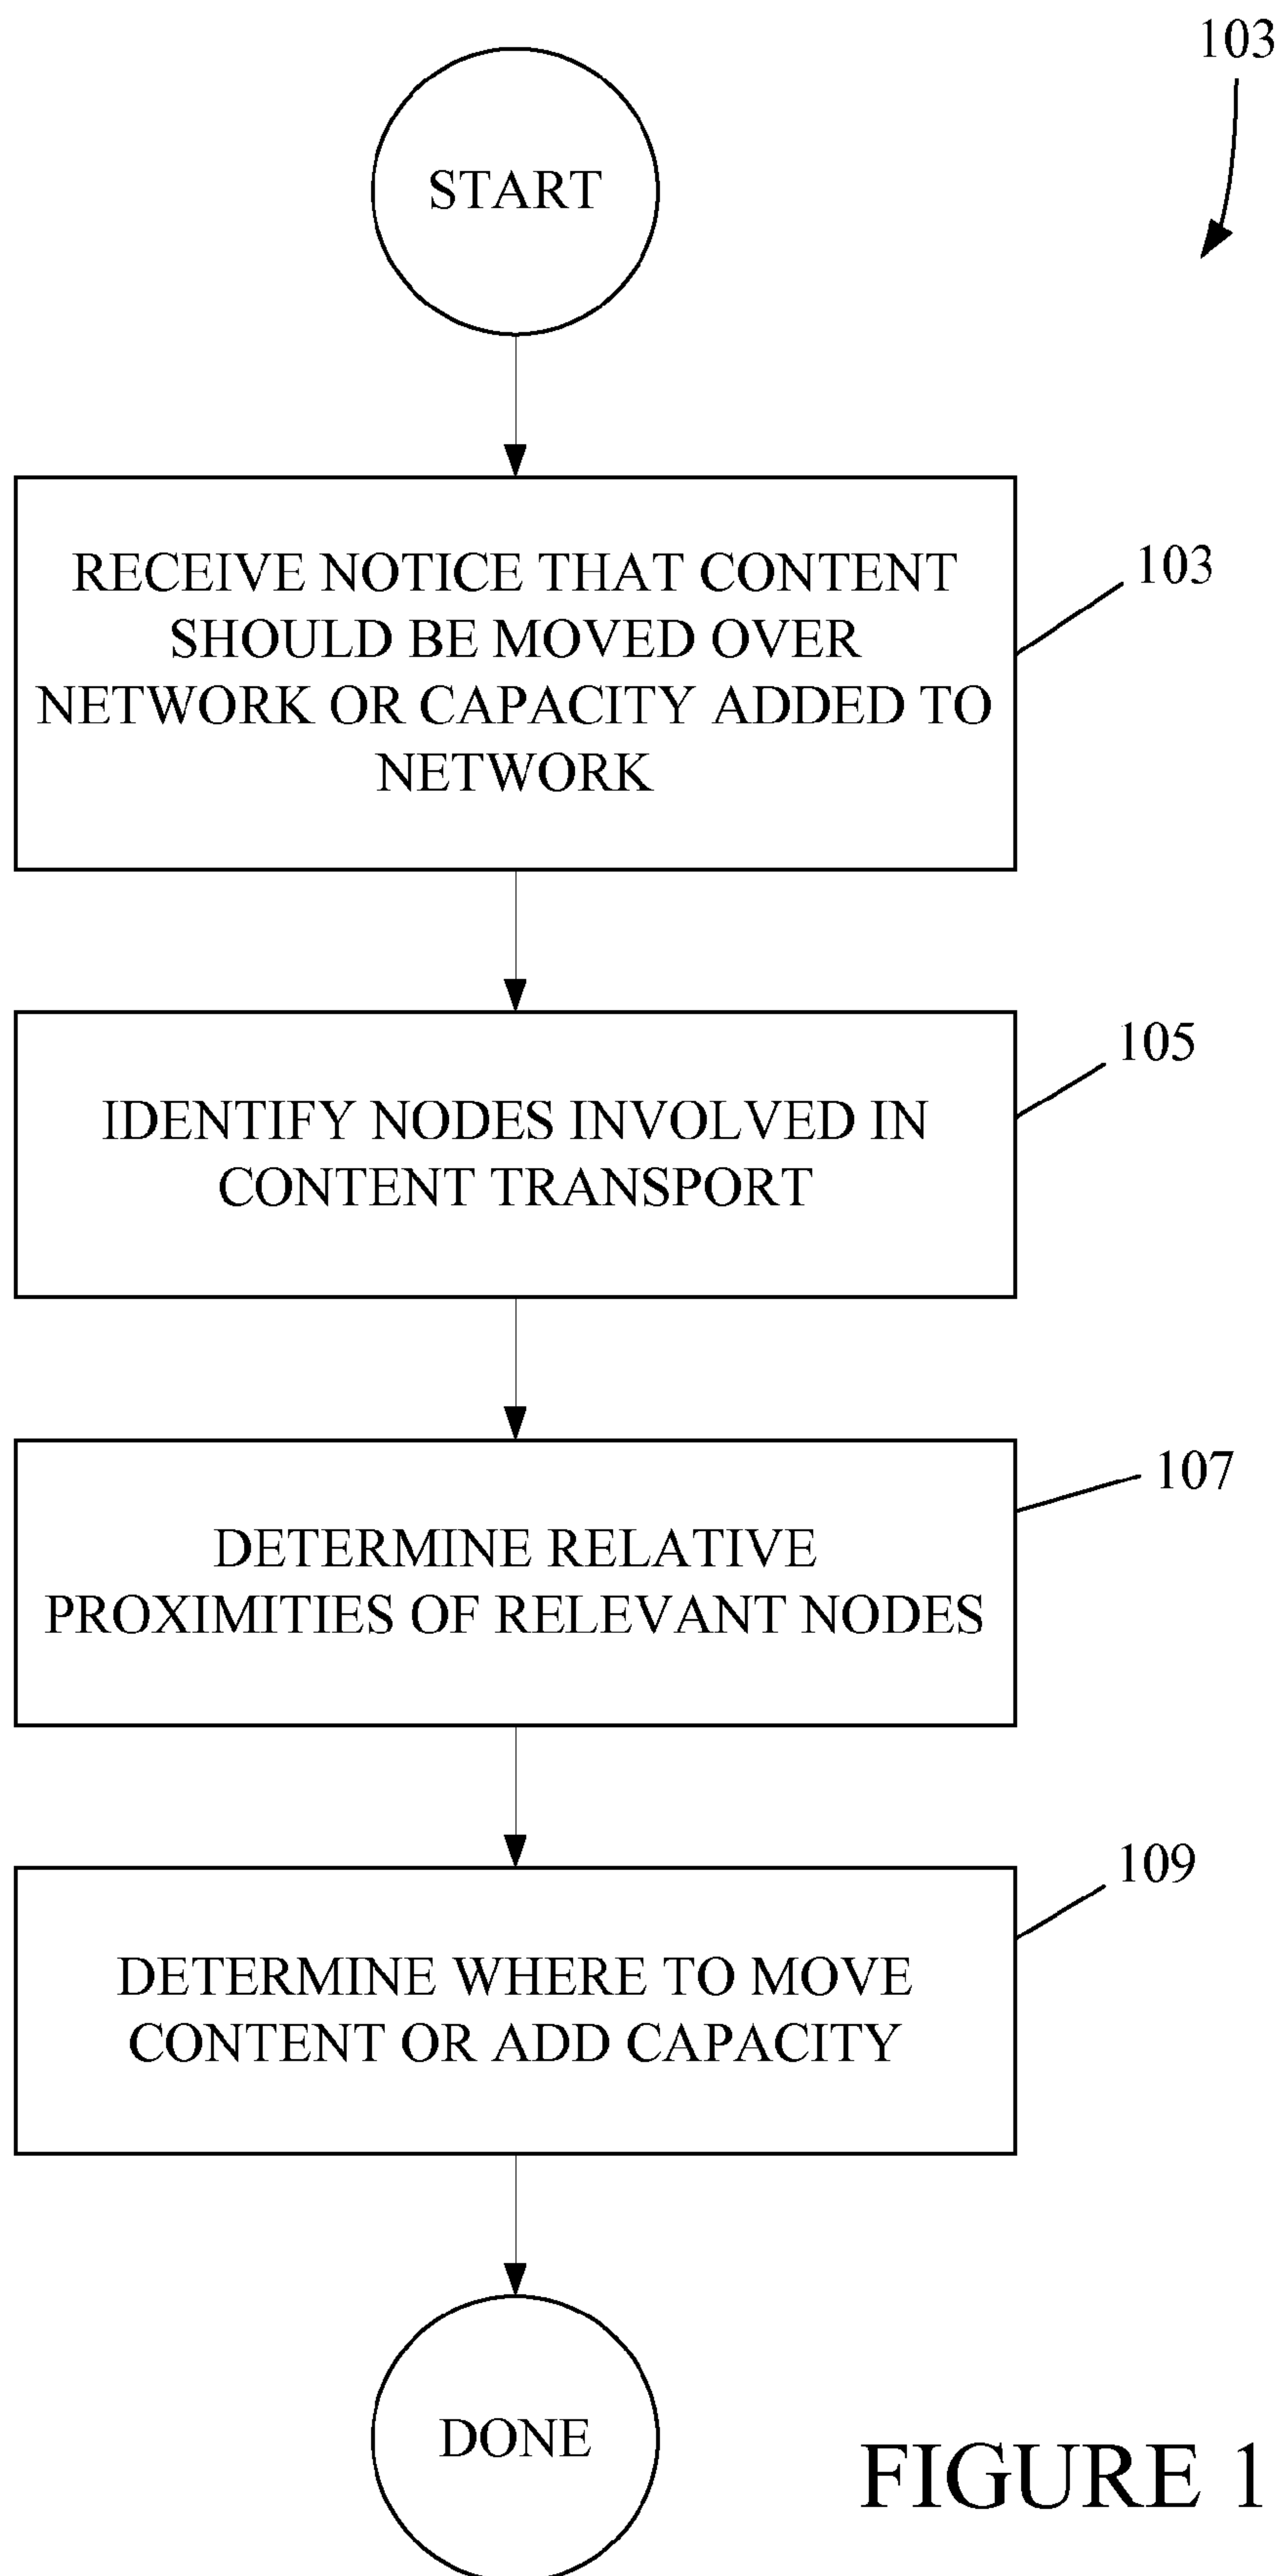 103
START
RECEIVE NOTICE THAT CONTENT
SHOULD BE MOVED OVER
NETWORK OR CAPACITY ADDED TO
NETWORK
103
IDENTIFY NODES INVOLVED IN
CONTENT TRANSPORT
105
DETERMINE RELATIVE
PROXIMITIES OF RELEVANT NODES
107
DETERMINE WHERE TO MOVE
CONTENT OR ADD CAPACITY
109
DONE
FIGURE 1